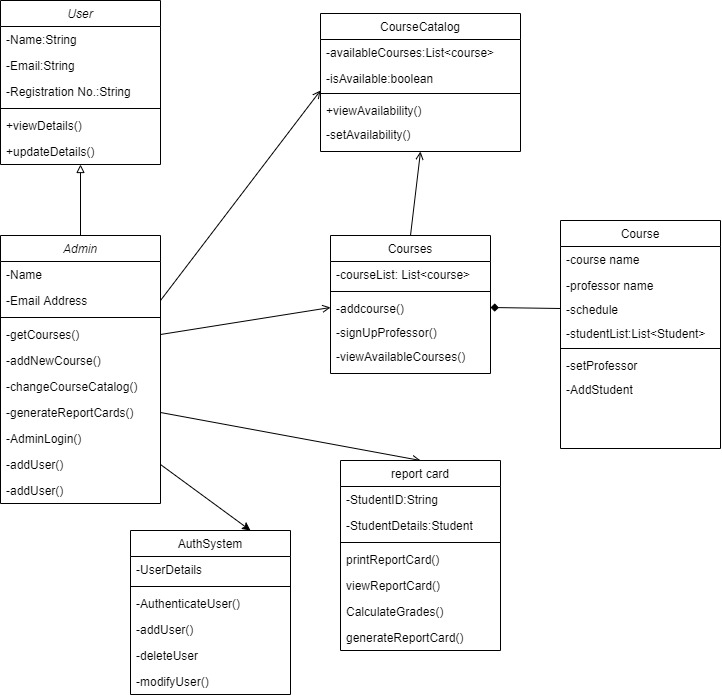 User
-Name:String
-Email:String
-Registration No.:String
+viewDetails()
+updateDetails()
CourseCatalog
-availableCourses:List<course>
-isAvailable:boolean
+viewAvailability()
-setAvailability()
Admin
-Name
-Email Address
-getCourses()
-addNewCourse()
-changeCourseCatalog()
-generateReportCards()
-AdminLogin()
-addUser()
-addUser()
Courses
-courseList: List<course>
-addcourse()
-signUpProfessor()
-viewAvailableCourses()
Course
-course name
-professor name
-schedule
-studentList:List<Student>
-setProfessor
-AddStudent
report card
-StudentID:String
-StudentDetails:Student
printReportCard()
viewReportCard()
CalculateGrades()
generateReportCard()
AuthSystem
-UserDetails
-AuthenticateUser()
-addUser()
-deleteUser
-modifyUser()